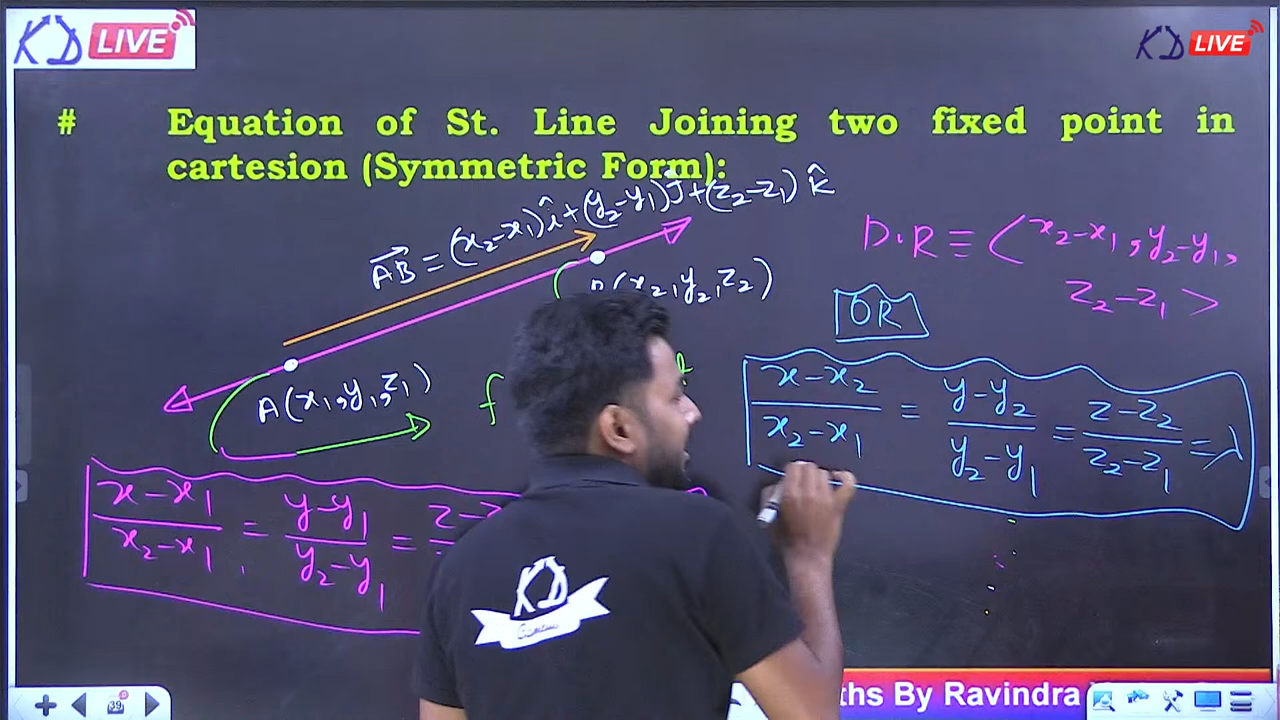 KD LIVE
KD LIVE
# Equation of St. Line Joining two fixed point in
cartesion (Symmetric Form):
AB⃗ = (x₂-x₁)î+(y₂-y₁)ĵ+(z₂-z₁)k̂
D.R ≡ <x₂-x₁, y₂-y₁,
z₂-z₁>
(x₂,y₂,z₂)
OR
A(x₁,y₁,z₁)
(x-x₂)/(x₂-x₁) = (y-y₂)/(y₂-y₁) = (z-z₂)/(z₂-z₁) = λ
(x-x₁)/(x₂-x₁) = (y-y₁)/(y₂-y₁) =
KD
ths By Ravindra
39